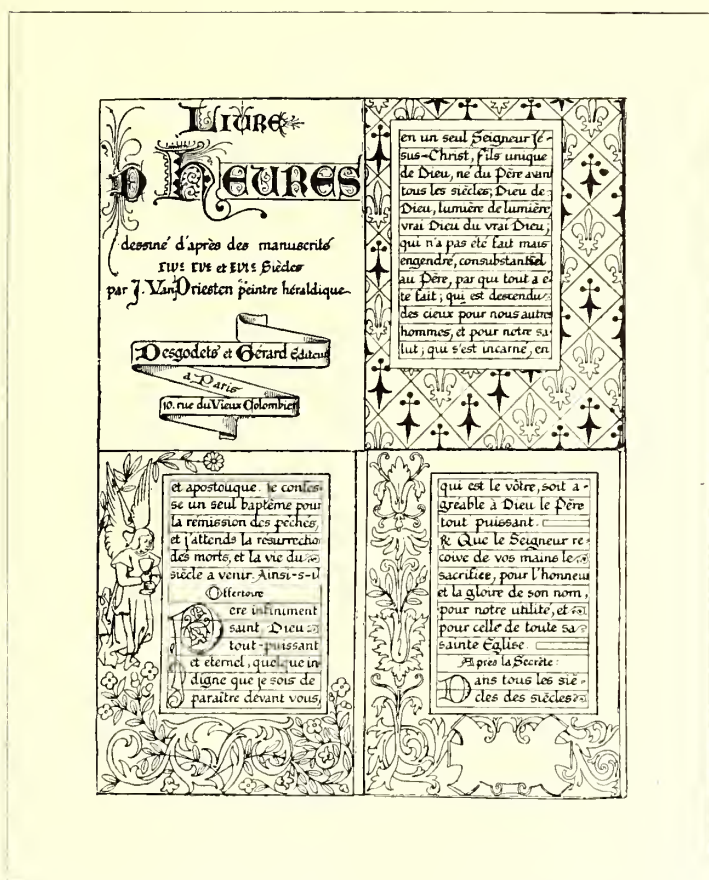 LIVRE
D'HEURES
dessiné d'après des manuscrits
XIVe XVe et XVIe Siècles
par J. Van Driesten peintre héraldique
Desgodets et Gérard Editeurs
à Paris
10. rue du Vieux Colombier
en un seul Seigneur Jé-
sus-Christ, fils unique
de Dieu, né du Père avant
tous les siècles; Dieu de
Dieu, lumière de lumière,
vrai Dieu du vrai Dieu;
qui n'a pas été fait mais
engendré, consubstantiel
au Père, par qui tout a é
te fait; qui est descendu
des cieux pour nous autres
hommes, et pour notre sa
lut; qui s'est incarné, en
et apostolique. Je confes-
se un seul baptême pour
la rémission des péchés,
et j'attends la résurrectio
des morts, et la vie du
siècle à venir. Ainsi-s-il
Offertoire
Père infiniment
saint, Dieu
tout-puissant
et éternel, quelque in
digne que je sois de
paraître devant vous,
qui est le vôtre, soit a-
gréable à Dieu le Père
tout puissant.
℟. Que le Seigneur re-
çoive de vos mains le
sacrifice, pour l'honneur
et la gloire de son nom,
pour notre utilité, et
pour celle de toute sa
sainte Église.
Après la Secrète:
Dans tous les siè-
cles des siècles